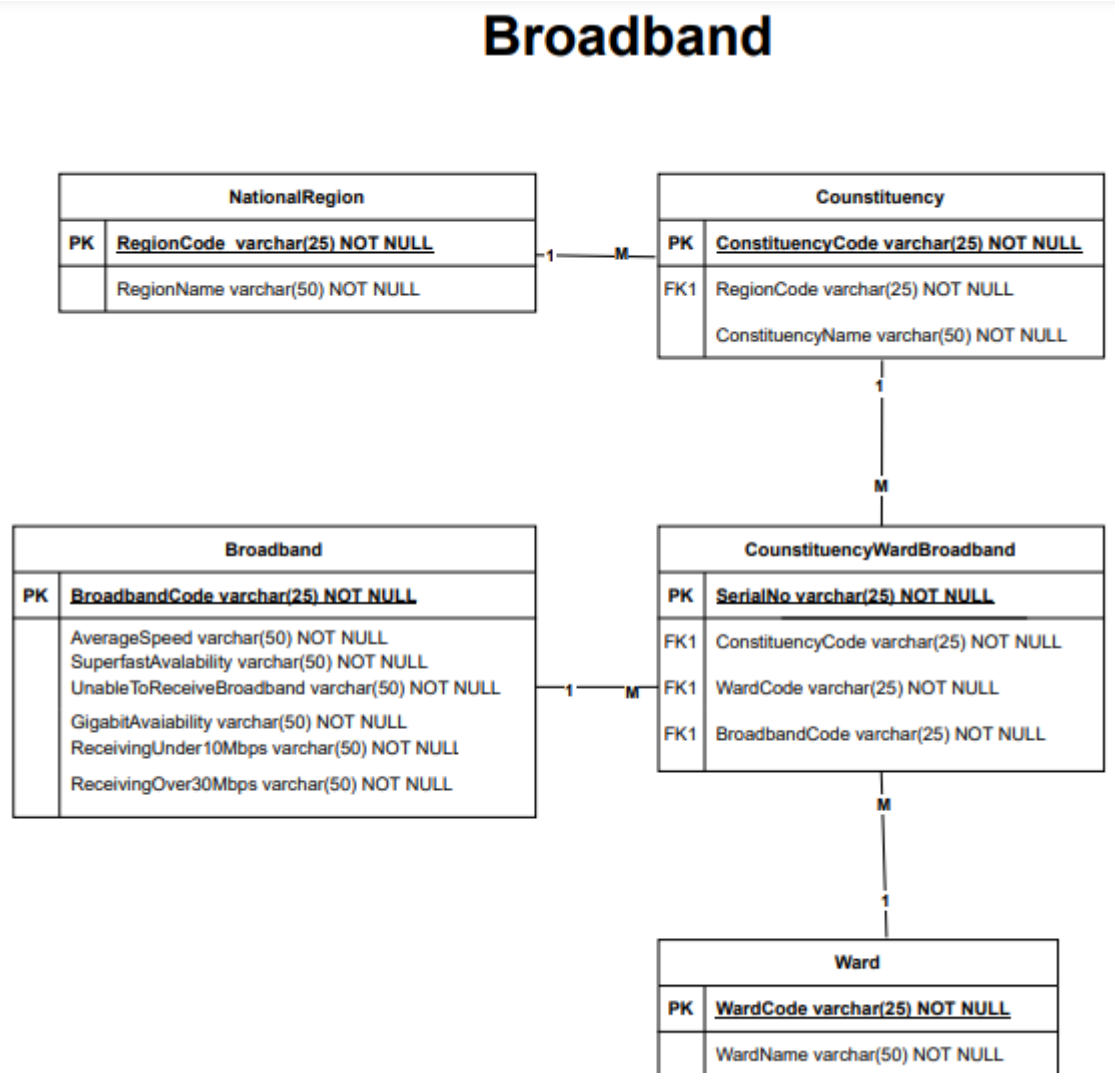 Broadband
NationalRegion
PK RegionCode varchar(25) NOT NULL
RegionName varchar(50) NOT NULL
1 M
Counstituency
PK ConstituencyCode varchar(25) NOT NULL
FK1 RegionCode varchar(25) NOT NULL
ConstituencyName varchar(50) NOT NULL
1
M
Broadband
PK BroadbandCode varchar(25) NOT NULL
AverageSpeed varchar(50) NOT NULL
SuperfastAvalability varchar(50) NOT NULL
UnableToReceiveBroadband varchar(50) NOT NULL
GigabitAvaiability varchar(50) NOT NULL
ReceivingUnder10Mbps varchar(50) NOT NULL
ReceivingOver30Mbps varchar(50) NOT NULL
1 M
CounstituencyWardBroadband
PK SerialNo varchar(25) NOT NULL
FK1 ConstituencyCode varchar(25) NOT NULL
FK1 WardCode varchar(25) NOT NULL
FK1 BroadbandCode varchar(25) NOT NULL
M
1
Ward
PK WardCode varchar(25) NOT NULL
WardName varchar(50) NOT NULL